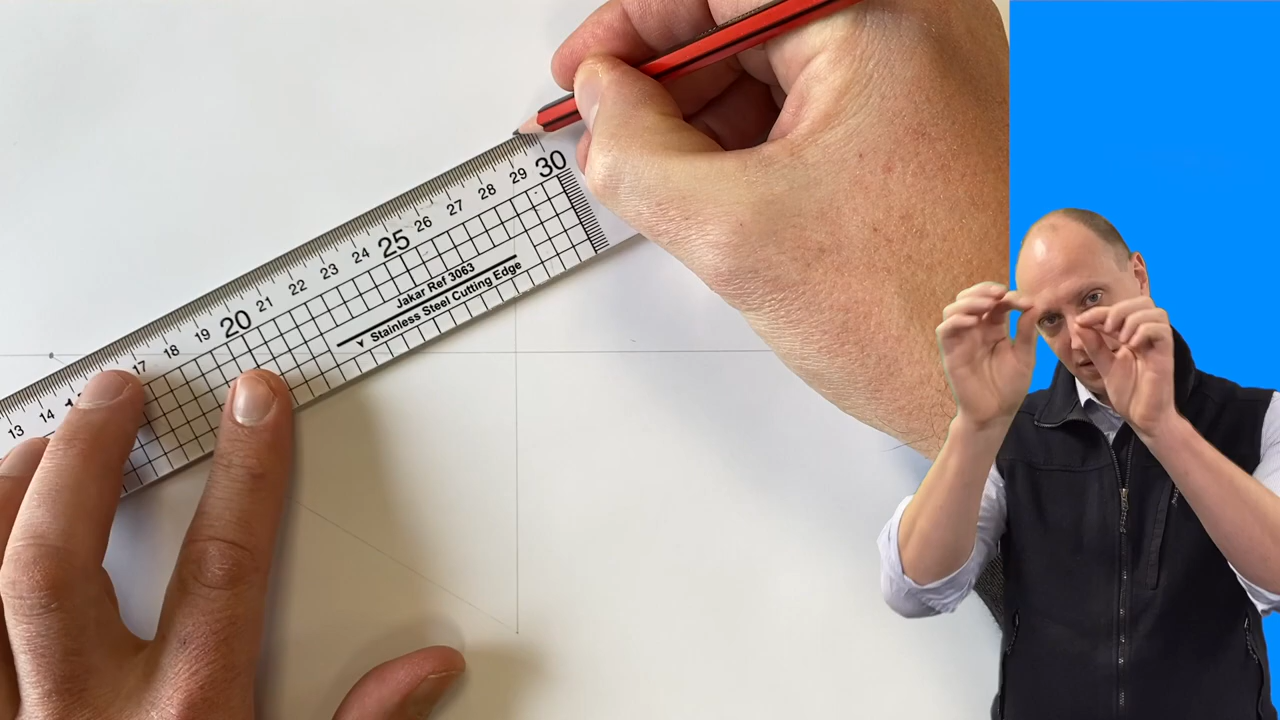 13 14 17 18 19 20 21 22 23 24 25 26 27 28 29 30
Jakar Ref 3063
Stainless Steel Cutting Edge